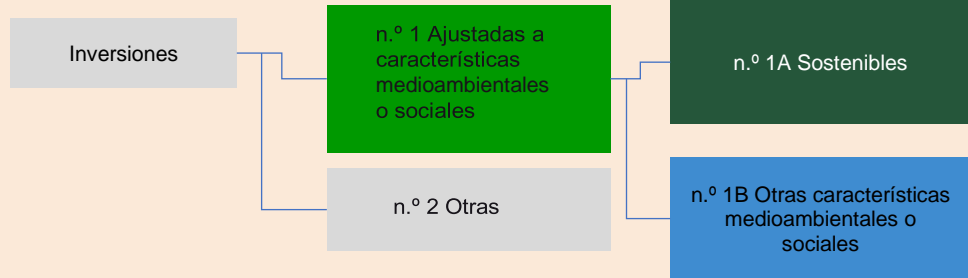 Inversiones
n.º 1 Ajustadas a
características
medioambientales
o sociales
n.º 2 Otras
n.º 1A Sostenibles
n.º 1B Otras características
medioambientales o
sociales